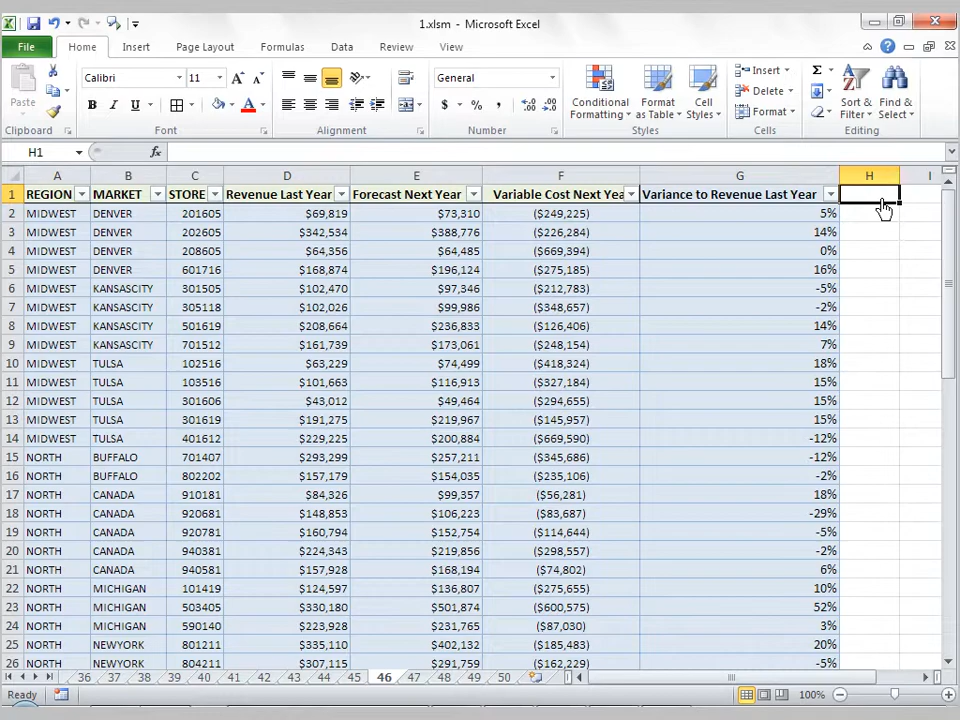 1.xlsm - Microsoft Excel
File Home Insert Page Layout Formulas Data Review View
Paste Calibri 11 General Conditional Formatting Format as Table Cell Styles Insert Delete Format Sort & Filter Find & Select
Clipboard Font Alignment Number Styles Cells Editing
H1 fx
A B C D E F G H I
1 REGION MARKET STORE Revenue Last Year Forecast Next Year Variable Cost Next Yea Variance to Revenue Last Year
2 MIDWEST DENVER 201605 $69,819 $73,310 ($249,225) 5%
3 MIDWEST DENVER 202605 $342,534 $388,776 ($226,284) 14%
4 MIDWEST DENVER 208605 $64,356 $64,485 ($669,394) 0%
5 MIDWEST DENVER 601716 $168,874 $196,124 ($275,185) 16%
6 MIDWEST KANSASCITY 301505 $102,470 $97,346 ($212,783) -5%
7 MIDWEST KANSASCITY 305118 $102,026 $99,986 ($348,657) -2%
8 MIDWEST KANSASCITY 501619 $208,664 $236,833 ($126,406) 14%
9 MIDWEST KANSASCITY 701512 $161,739 $173,061 ($248,154) 7%
10 MIDWEST TULSA 102516 $63,229 $74,499 ($418,324) 18%
11 MIDWEST TULSA 103516 $101,663 $116,913 ($327,184) 15%
12 MIDWEST TULSA 301606 $43,012 $49,464 ($294,655) 15%
13 MIDWEST TULSA 301619 $191,275 $219,967 ($145,957) 15%
14 MIDWEST TULSA 401612 $229,225 $200,884 ($669,590) -12%
15 NORTH BUFFALO 701407 $293,299 $257,211 ($345,686) -12%
16 NORTH BUFFALO 802202 $157,179 $154,035 ($275,165) -2%
17 NORTH CANADA 910181 $84,326 $99,357 ($56,281) 18%
18 NORTH CANADA 920681 $148,853 $106,223 ($83,687) -29%
19 NORTH CANADA 920781 $160,794 $152,754 ($114,644) -5%
20 NORTH CANADA 940381 $224,343 $219,856 ($298,557) -2%
21 NORTH CANADA 940581 $157,928 $168,194 ($74,802) 6%
22 NORTH MICHIGAN 101419 $124,597 $136,807 ($275,655) 10%
23 NORTH MICHIGAN 503405 $330,180 $501,874 ($600,575) 52%
24 NORTH MICHIGAN 590140 $223,928 $231,765 ($87,030) 3%
25 NORTH NEWYORK 801211 $335,110 $402,132 ($185,483) 20%
26 NORTH NEWYORK 804211 $307,115 $291,759 ($162,229) -5%
36 37 38 39 40 41 42 43 44 45 46 47 48 49 50
Ready 100%